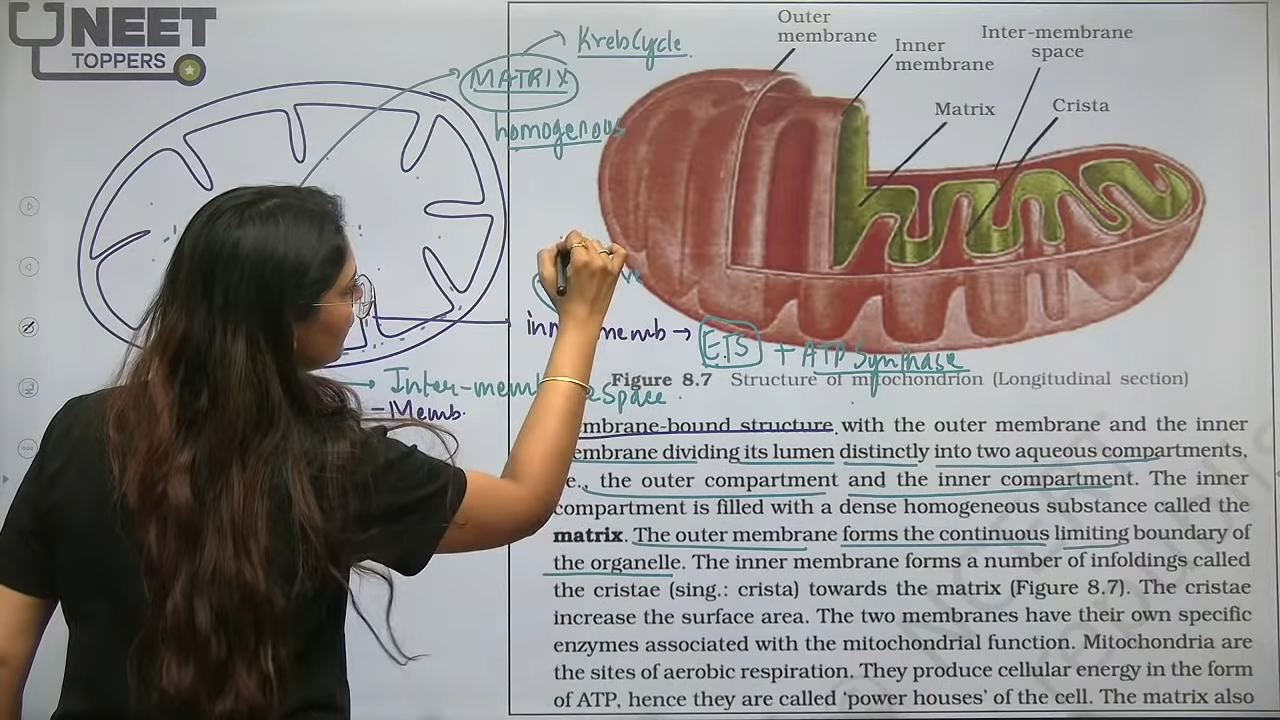 NEET
TOPPERS
KrebCycle
MATRIX
homogenous
Outer
membrane
Inner
membrane
Inter-membrane
space
Matrix
Crista
memb → ETS + ATP Synthase
Inter-mem
Space
-Memb.
Figure 8.7 Structure of mitochondrion (Longitudinal section)
mbrane-bound structure with the outer membrane and the inner
embrane dividing its lumen distinctly into two aqueous compartments,
e., the outer compartment and the inner compartment. The inner
compartment is filled with a dense homogeneous substance called the
matrix. The outer membrane forms the continuous limiting boundary of
the organelle. The inner membrane forms a number of infoldings called
the cristae (sing.: crista) towards the matrix (Figure 8.7). The cristae
increase the surface area. The two membranes have their own specific
enzymes associated with the mitochondrial function. Mitochondria are
the sites of aerobic respiration. They produce cellular energy in the form
of ATP, hence they are called ‘power houses’ of the cell. The matrix also